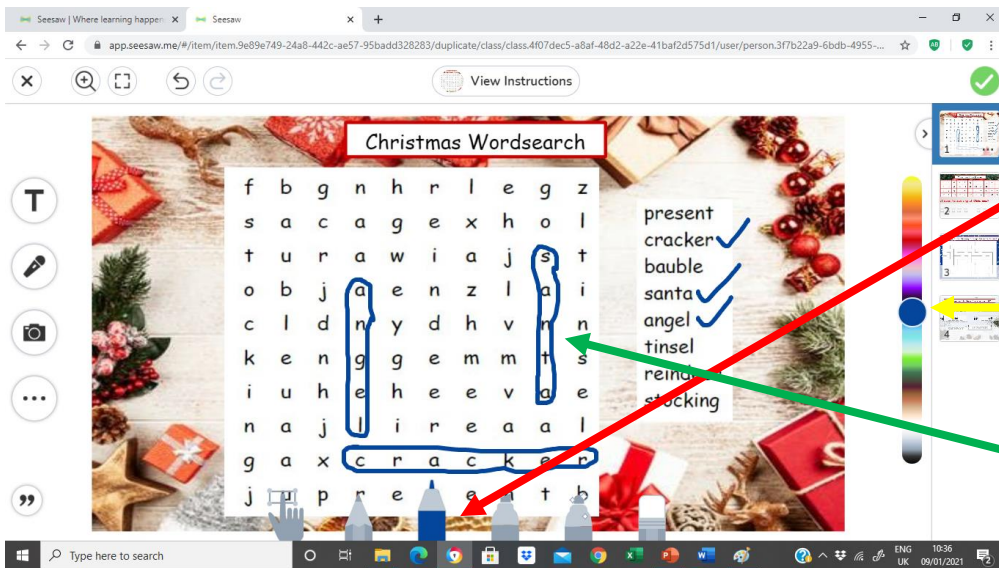 Seesaw | Where learning happen
Seesaw
app.seesaw.me/#/item/item.9e89e749-24a8-442c-ae57-95badd328283/duplicate/class/class.4f07dec5-a8af-48d2-a22e-41baf2d575d1/user/person.3f7b22a9-6bdb-4955-...
View Instructions
Christmas Wordsearch
f b g n h r l e g z
s a c a g e x h o l
t u r a w i a j s t
o b j a e n z l a i
c l d n y d h v n n
k e n g g e m m t s
i u h e h e e v a e
n a j l i r e a a l
g a x c r a c k e r
j u p r e e n t b
present
cracker
bauble
santa
angel
tinsel
stocking
T
1
2
3
4
Type here to search
ENG
UK
10:36
09/01/2021